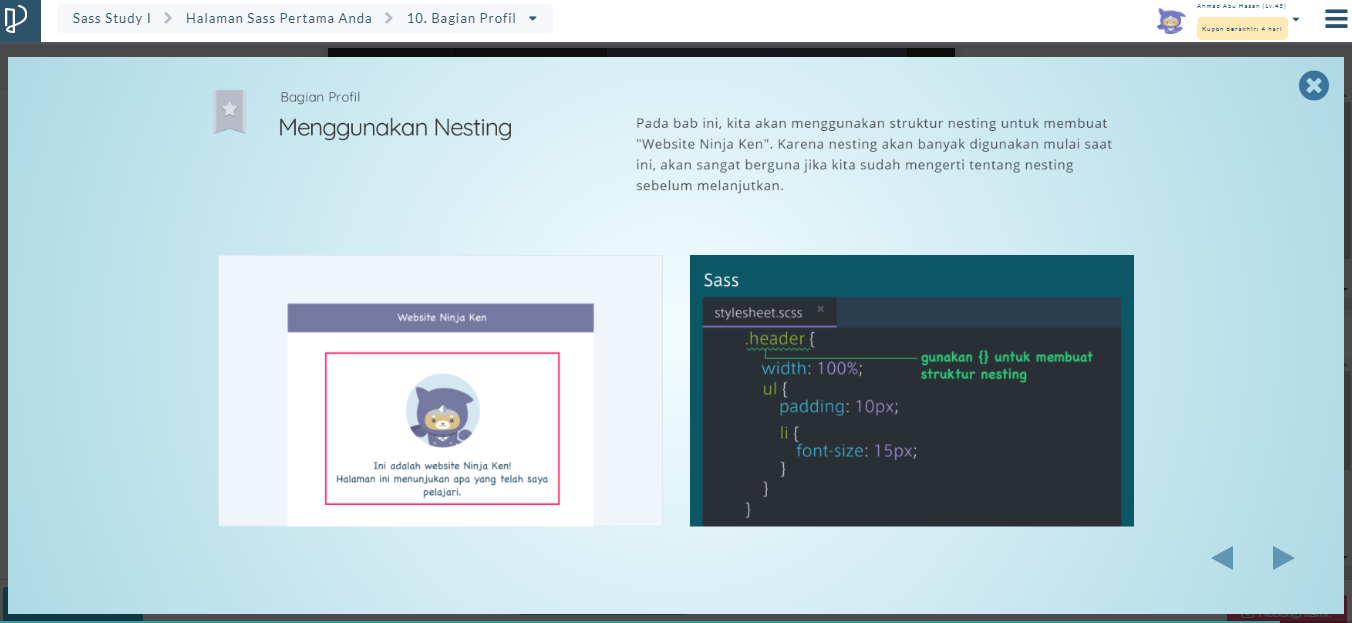 Sass Study I
Halaman Sass Pertama Anda
10. Bagian Profil
Ahmad Abu Hasan (Lv.43)
Kupon berakhir: 4 hari
Bagian Profil
Menggunakan Nesting
Pada bab ini, kita akan menggunakan struktur nesting untuk membuat
"Website Ninja Ken". Karena nesting akan banyak digunakan mulai saat
ini, akan sangat berguna jika kita sudah mengerti tentang nesting
sebelum melanjutkan.
Website Ninja Ken
Ini adalah website Ninja Ken!
Halaman ini menunjukan apa yang telah saya
pelajari.
Sass
stylesheet.scss
.header {
gunakan {} untuk membuat
struktur nesting
width: 100%;
ul {
padding: 10px;
li {
font-size: 15px;
}
}
}